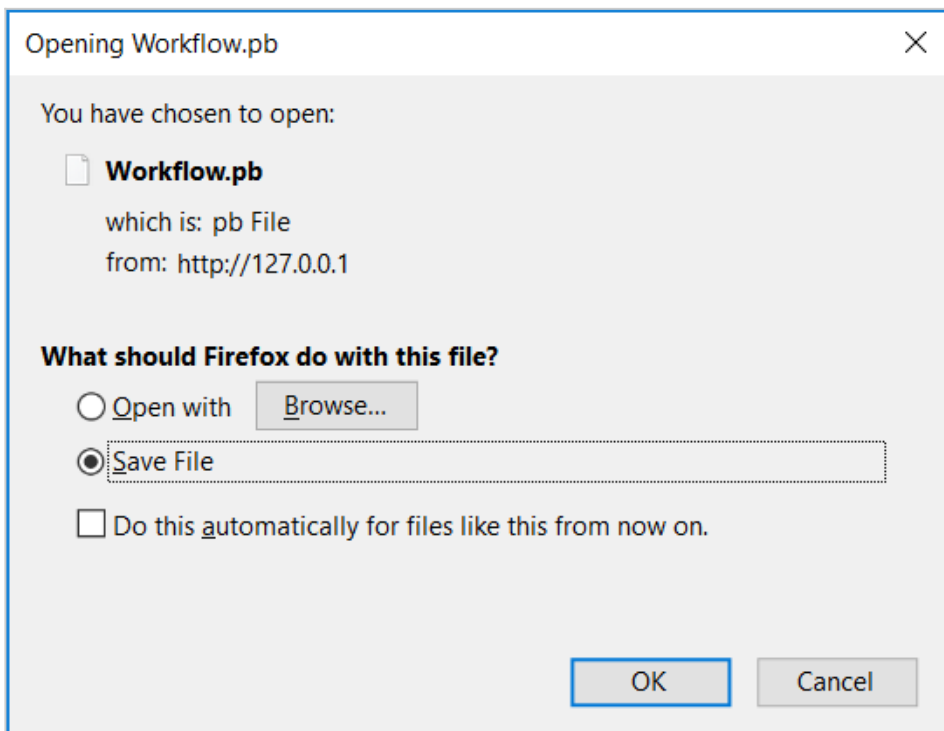 Opening Workflow.pb
You have chosen to open:
Workflow.pb
which is: pb File
from: http://127.0.0.1
What should Firefox do with this file?
Open with
Browse...
Save File
Do this automatically for files like this from now on.
OK
Cancel